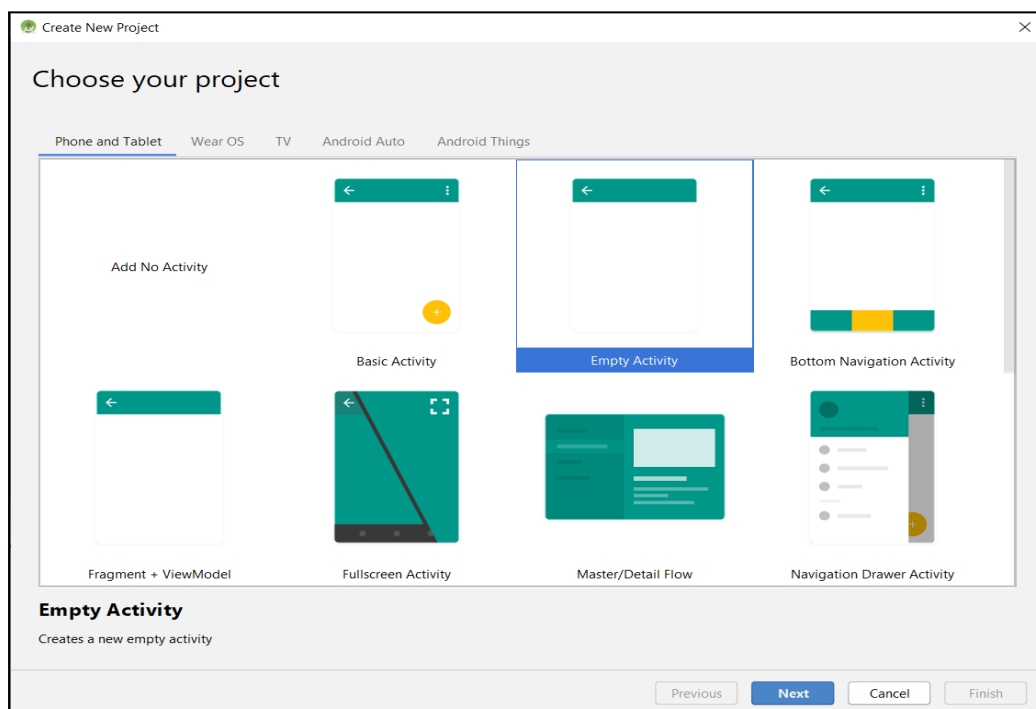 Create New Project
Choose your project
Phone and Tablet Wear OS TV Android Auto Android Things
Add No Activity
Basic Activity
Empty Activity
Bottom Navigation Activity
Fragment + ViewModel
Fullscreen Activity
Master/Detail Flow
Navigation Drawer Activity
Empty Activity
Creates a new empty activity
Previous Next Cancel Finish